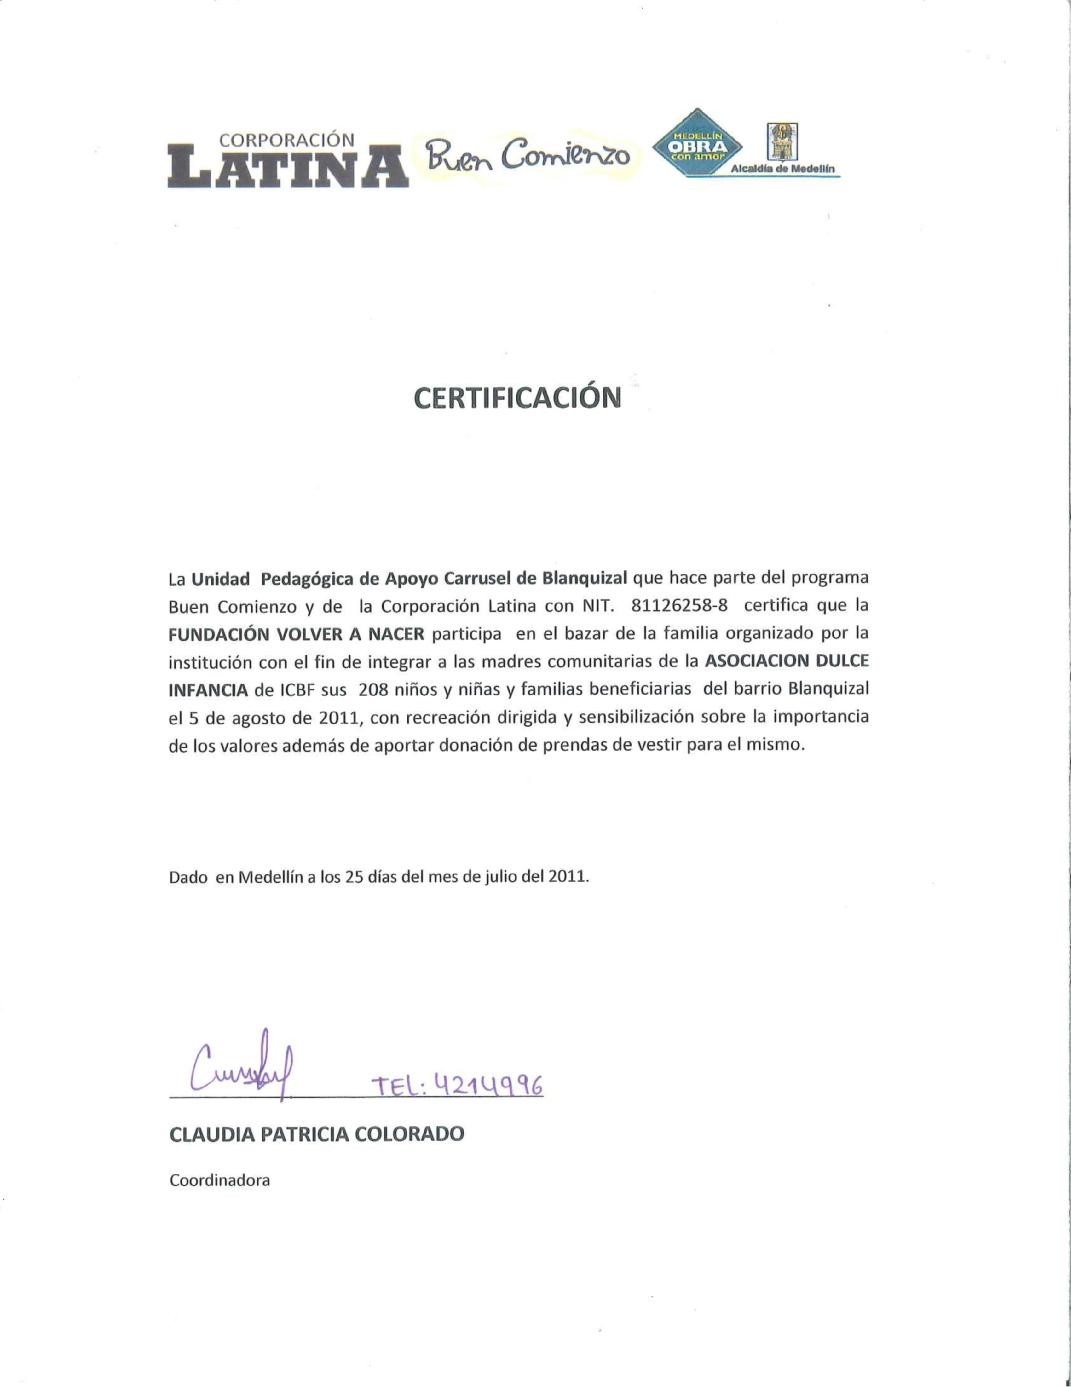 CORPORACIÓN
LATINA
Buen Comienzo
MEDELLÍN
OBRA
con amor
Alcaldía de Medellín
CERTIFICACIÓN
La Unidad Pedagógica de Apoyo Carrusel de Blanquizal que hace parte del programa
Buen Comienzo y de la Corporación Latina con NIT. 81126258-8 certifica que la
FUNDACIÓN VOLVER A NACER participa en el bazar de la familia organizado por la
institución con el fin de integrar a las madres comunitarias de la ASOCIACION DULCE
INFANCIA de ICBF sus 208 niños y niñas y familias beneficiarias del barrio Blanquizal
el 5 de agosto de 2011, con recreación dirigida y sensibilización sobre la importancia
de los valores además de aportar donación de prendas de vestir para el mismo.
Dado en Medellín a los 25 días del mes de julio del 2011.
TEL: 4214996
CLAUDIA PATRICIA COLORADO
Coordinadora